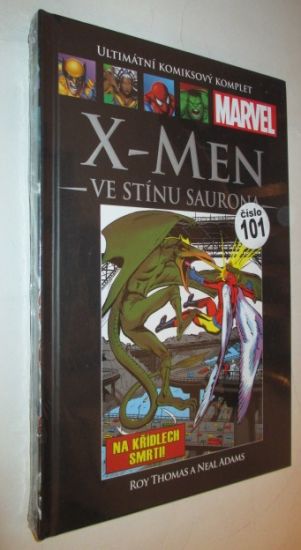 ULTIMÁTNÍ KOMIKSOVÝ KOMPLET
MARVEL
X-MEN
VE STÍNU SAURONA
číslo
101
NA KŘÍDLECH
SMRTI!
ROY THOMAS A NEAL ADAMS